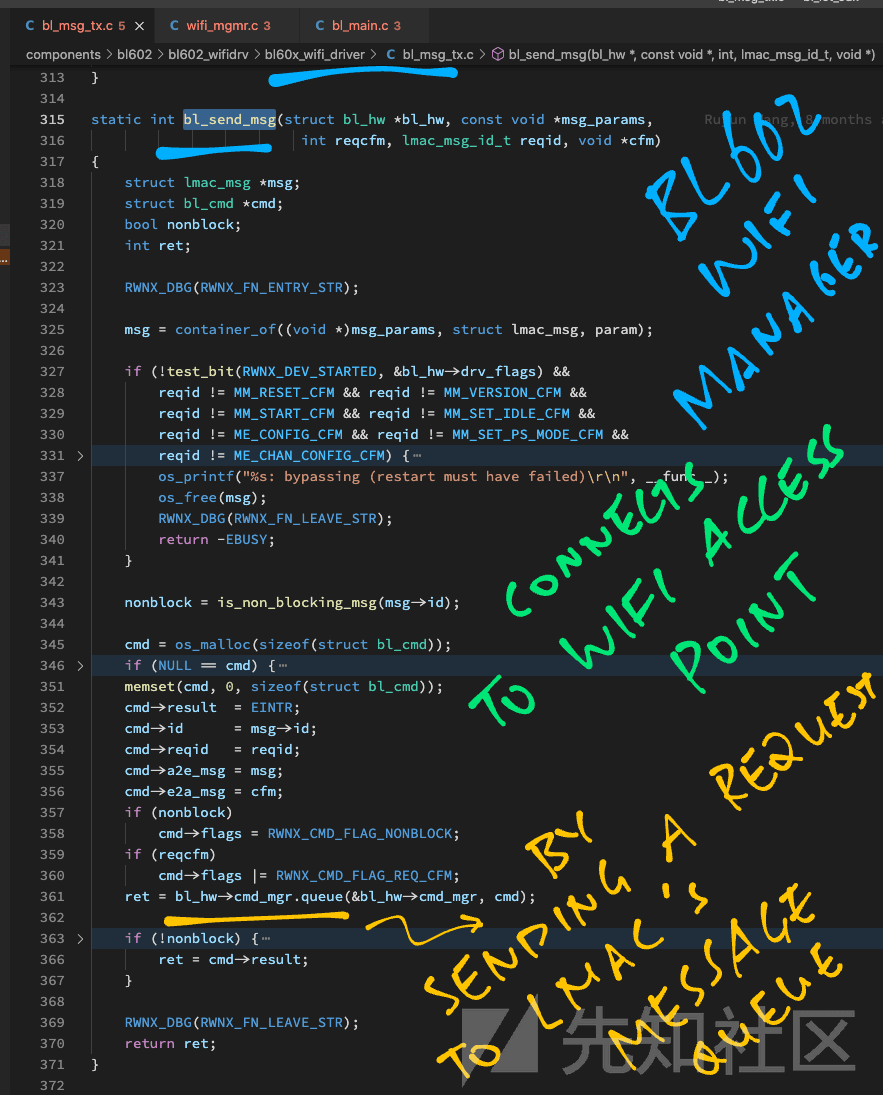 bl_msg_tx.c 5 × wifi_mgmr.c 3 bl_main.c 3
components > bl602 > bl602_wifidrv > bl60x_wifi_driver > bl_msg_tx.c > bl_send_msg(bl_hw *, const void *, int, lmac_msg_id_t, void *)
313 }
314
315 static int bl_send_msg(struct bl_hw *bl_hw, const void *msg_params,
316 int reqcfm, lmac_msg_id_t reqid, void *cfm)
317 {
318 struct lmac_msg *msg;
319 struct bl_cmd *cmd;
320 bool nonblock;
321 int ret;
322
323 RWNX_DBG(RWNX_FN_ENTRY_STR);
324
325 msg = container_of((void *)msg_params, struct lmac_msg, param);
326
327 if (!test_bit(RWNX_DEV_STARTED, &bl_hw->drv_flags) &&
328 reqid != MM_RESET_CFM && reqid != MM_VERSION_CFM &&
329 reqid != MM_START_CFM && reqid != MM_SET_IDLE_CFM &&
330 reqid != ME_CONFIG_CFM && reqid != MM_SET_PS_MODE_CFM &&
331 > reqid != ME_CHAN_CONFIG_CFM) {⋯
337 os_printf("%s: bypassing (restart must have failed)\r\n", __func__);
338 os_free(msg);
339 RWNX_DBG(RWNX_FN_LEAVE_STR);
340 return -EBUSY;
341 }
342
343 nonblock = is_non_blocking_msg(msg->id);
344
345 cmd = os_malloc(sizeof(struct bl_cmd));
346 > if (NULL == cmd) {⋯
351 memset(cmd, 0, sizeof(struct bl_cmd));
352 cmd->result = EINTR;
353 cmd->id = msg->id;
354 cmd->reqid = reqid;
355 cmd->a2e_msg = msg;
356 cmd->e2a_msg = cfm;
357 if (nonblock)
358 cmd->flags = RWNX_CMD_FLAG_NONBLOCK;
359 if (reqcfm)
360 cmd->flags |= RWNX_CMD_FLAG_REQ_CFM;
361 ret = bl_hw->cmd_mgr.queue(&bl_hw->cmd_mgr, cmd);
362
363 > if (!nonblock) {⋯
366 ret = cmd->result;
367 }
368
369 RWNX_DBG(RWNX_FN_LEAVE_STR);
370 return ret;
371 }
372
BL602
WIFI
MANAGER
CONNECTS
TO WIFI ACCESS
POINT
BY
SENDING A REQUEST
TO LMAC'S
MESSAGE
QUEUE
先知社区